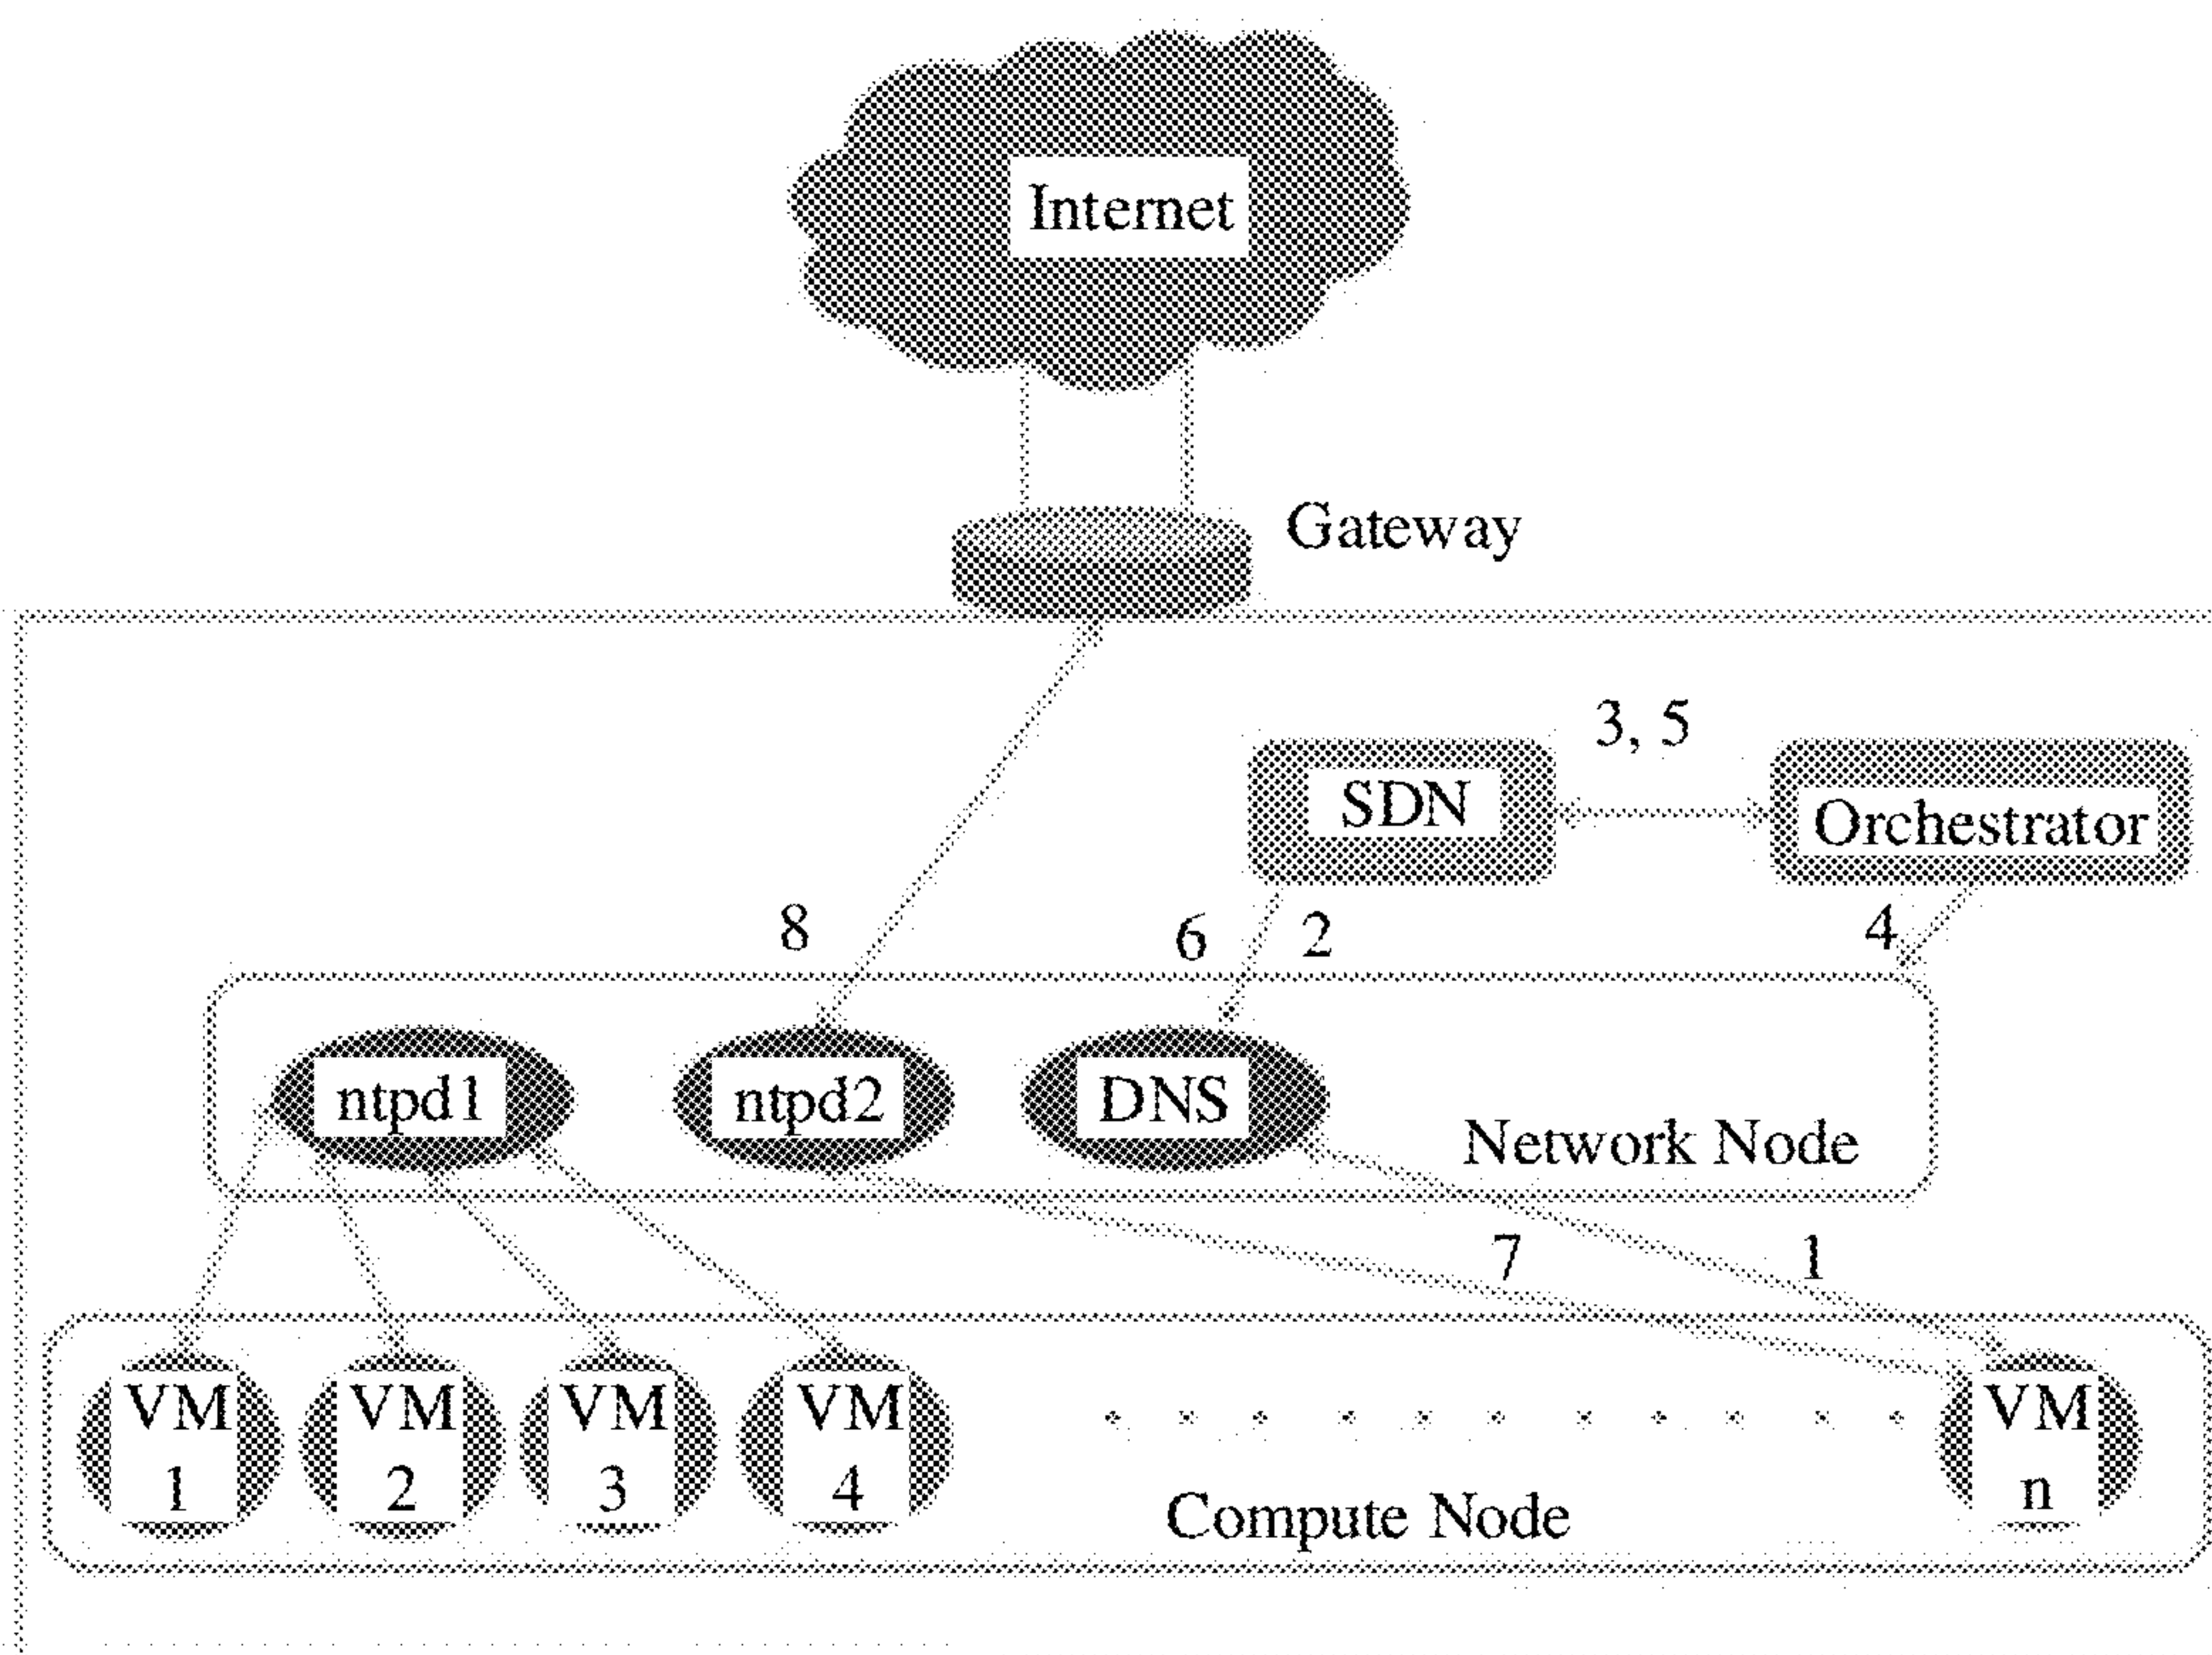 Internet
Gateway
3, 5
SDN
Orchestrator
8
6
2
4
ntpd1
ntpd2
DNS
Network Node
7
1
VM
1
VM
2
VM
3
VM
4
VM
n
Compute Node